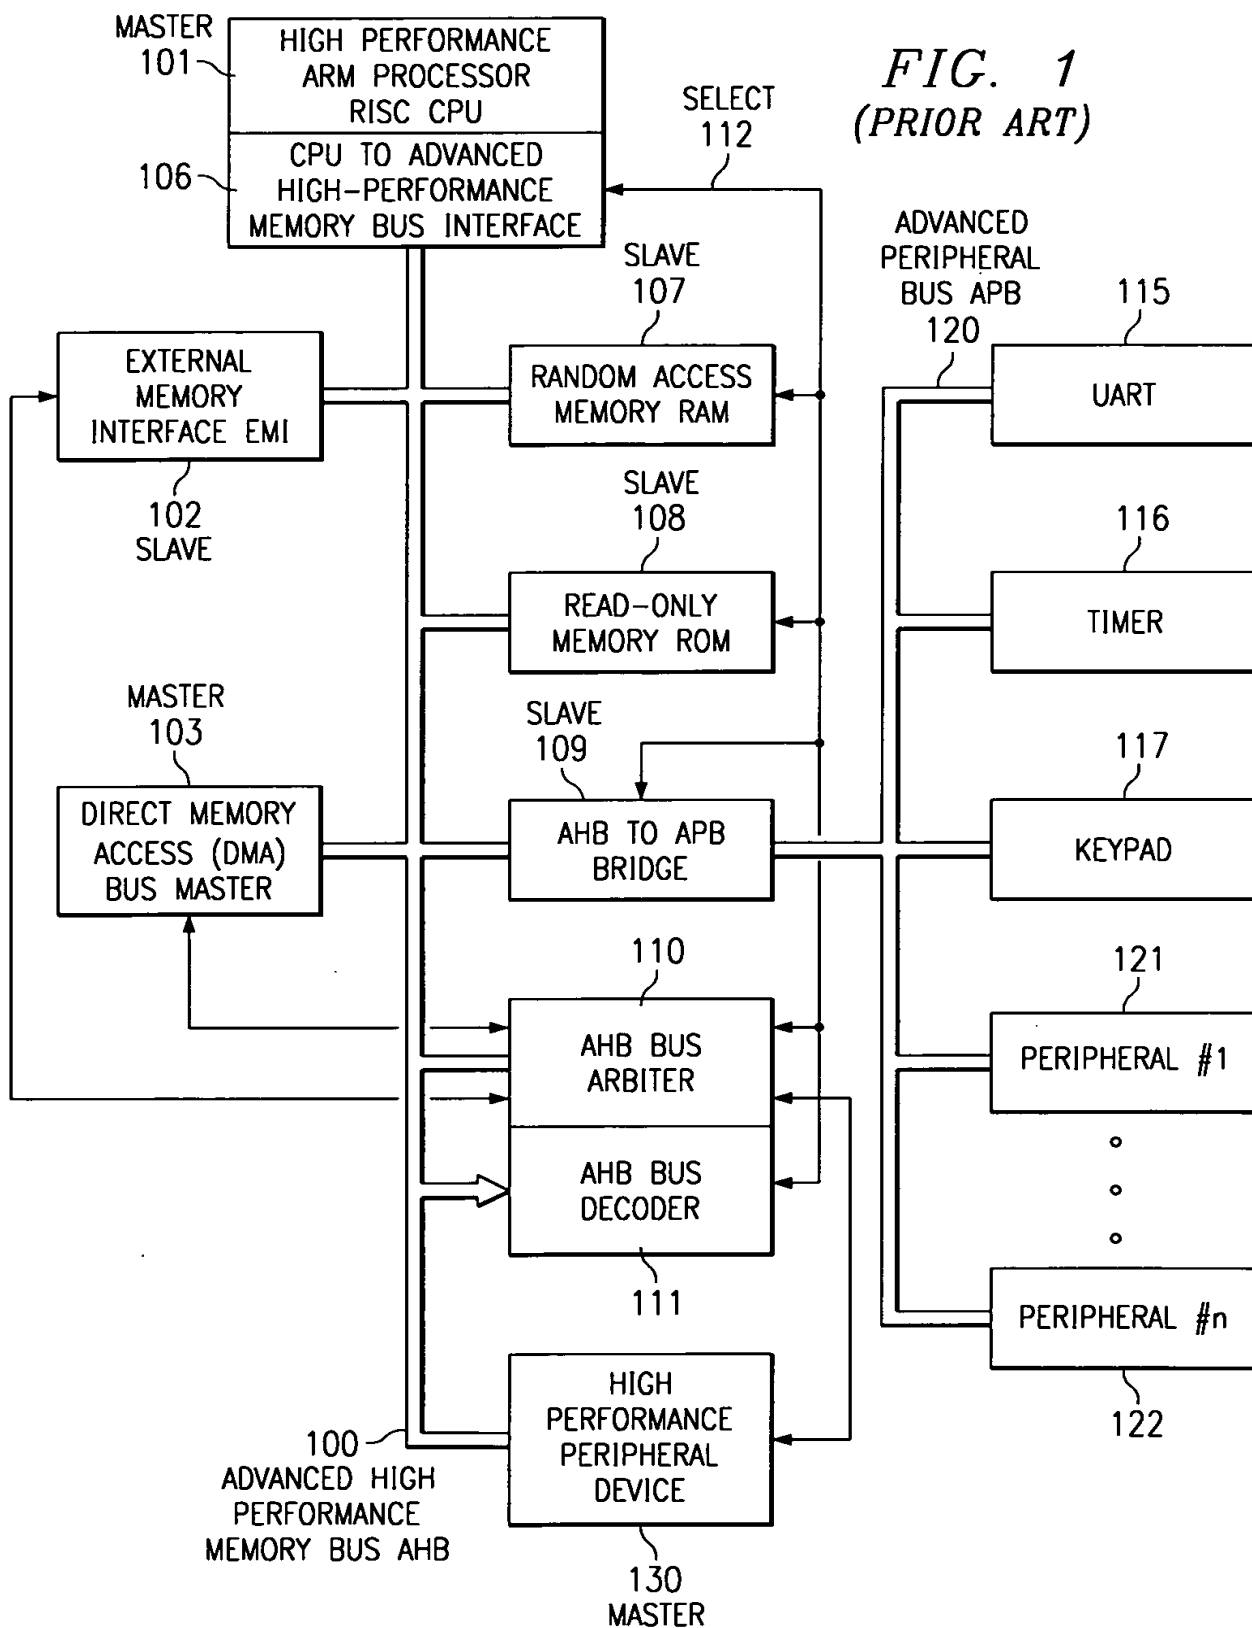 FIG. 1
(PRIOR ART)
MASTER
101
HIGH PERFORMANCE
ARM PROCESSOR
RISC CPU
106
CPU TO ADVANCED
HIGH-PERFORMANCE
MEMORY BUS INTERFACE
SELECT
112
SLAVE
107
RANDOM ACCESS
MEMORY RAM
EXTERNAL
MEMORY
INTERFACE EMI
102
SLAVE
SLAVE
108
READ-ONLY
MEMORY ROM
MASTER
103
DIRECT MEMORY
ACCESS (DMA)
BUS MASTER
SLAVE
109
AHB TO APB
BRIDGE
110
AHB BUS
ARBITER
AHB BUS
DECODER
111
HIGH
PERFORMANCE
PERIPHERAL
DEVICE
130
MASTER
100
ADVANCED HIGH
PERFORMANCE
MEMORY BUS AHB
ADVANCED
PERIPHERAL
BUS APB
120
115
UART
116
TIMER
117
KEYPAD
121
PERIPHERAL #1
PERIPHERAL #n
122